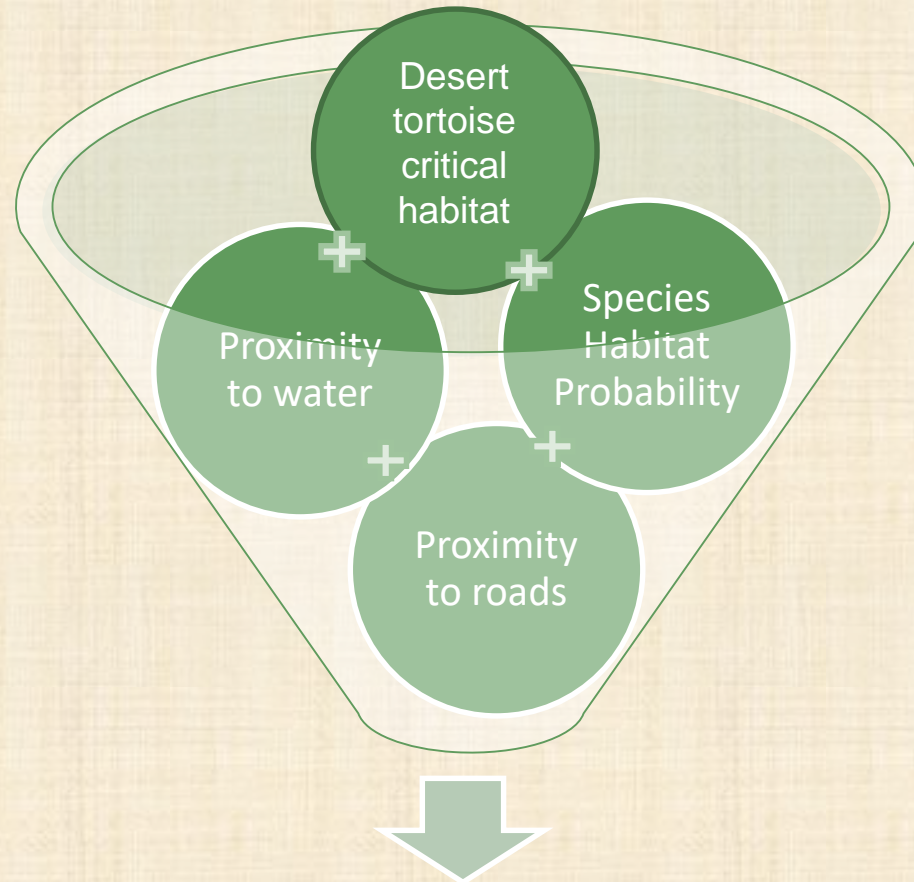 Desert
tortoise
critical
habitat
Proximity
to water
Species
Habitat
Probability
Proximity
to roads